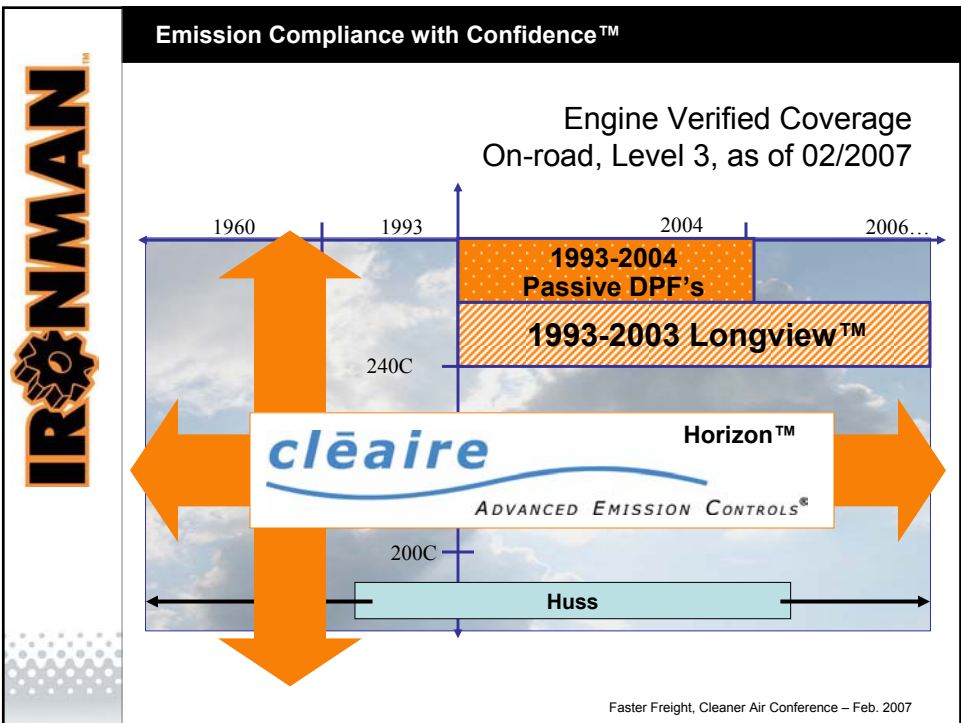 Emission Compliance with Confidence™
IRONMAN™
Engine Verified Coverage
On-road, Level 3, as of 02/2007
1960 1993 2004 2006…
1993-2004
Passive DPF's
1993-2003 Longview™
240C
Horizon™
clēaire
ADVANCED EMISSION CONTROLS®
200C
Huss
Faster Freight, Cleaner Air Conference – Feb. 2007